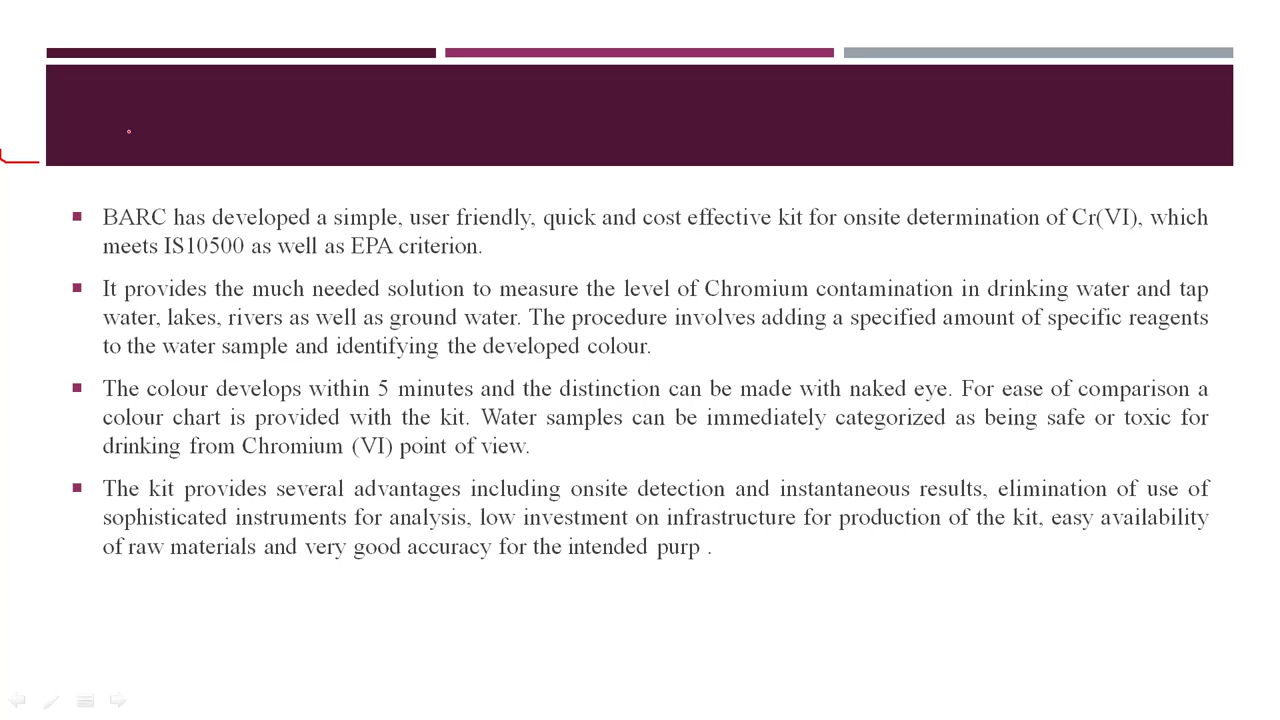 BARC has developed a simple, user friendly, quick and cost effective kit for onsite determination of Cr(VI), which
meets IS10500 as well as EPA criterion.
It provides the much needed solution to measure the level of Chromium contamination in drinking water and tap
water, lakes, rivers as well as ground water. The procedure involves adding a specified amount of specific reagents
to the water sample and identifying the developed colour.
The colour develops within 5 minutes and the distinction can be made with naked eye. For ease of comparison a
colour chart is provided with the kit. Water samples can be immediately categorized as being safe or toxic for
drinking from Chromium (VI) point of view.
The kit provides several advantages including onsite detection and instantaneous results, elimination of use of
sophisticated instruments for analysis, low investment on infrastructure for production of the kit, easy availability
of raw materials and very good accuracy for the intended purp .